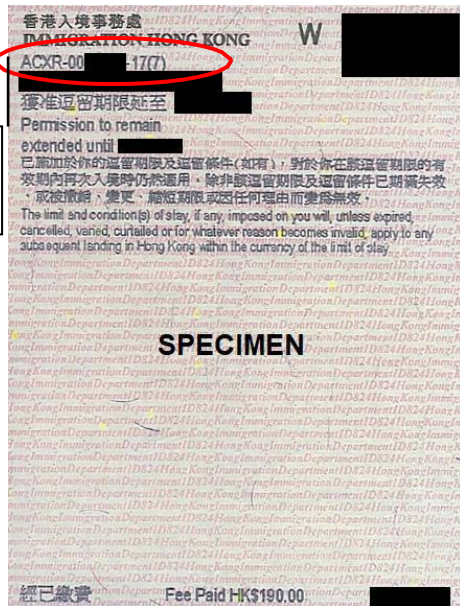 香港入境事務處
IMMIGRATION HONG KONG
W
ACXR-00 -17(7)
獲准逗留期限延至
Permission to remain
extended until
已施加於你的逗留期限及逗留條件(如有)，對於你在該逗留期限的有
效期內再次入境時仍然適用，除非該逗留期限及逗留條件已期滿失效
，或被撤銷、變更、縮短期限或因任何理由而變為無效。
The limit and condition(s) of stay, if any, imposed on you will, unless expired,
cancelled, varied, curtailed or for whatever reason becomes invalid, apply to any
subsequent landing in Hong Kong within the currency of the limit of stay.
SPECIMEN
經已繳費
Fee Paid HK$190.00